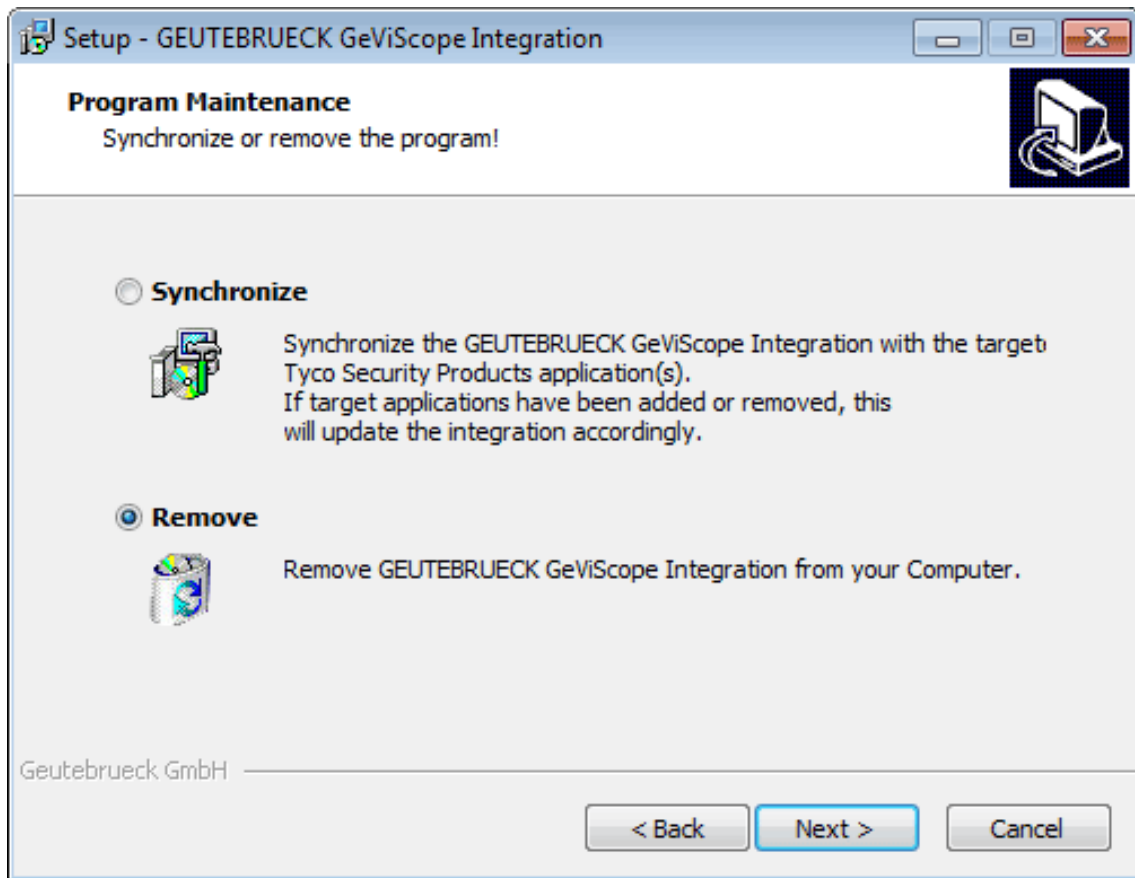 Setup - GEUTEBRUECK GeViScope Integration
Program Maintenance
Synchronize or remove the program!
Synchronize
Synchronize the GEUTEBRUECK GeViScope Integration with the targete
Tyco Security Products application(s).
If target applications have been added or removed, this
will update the integration accordingly.
Remove
Remove GEUTEBRUECK GeViScope Integration from your Computer.
Geutebrueck GmbH
< Back
Next >
Cancel